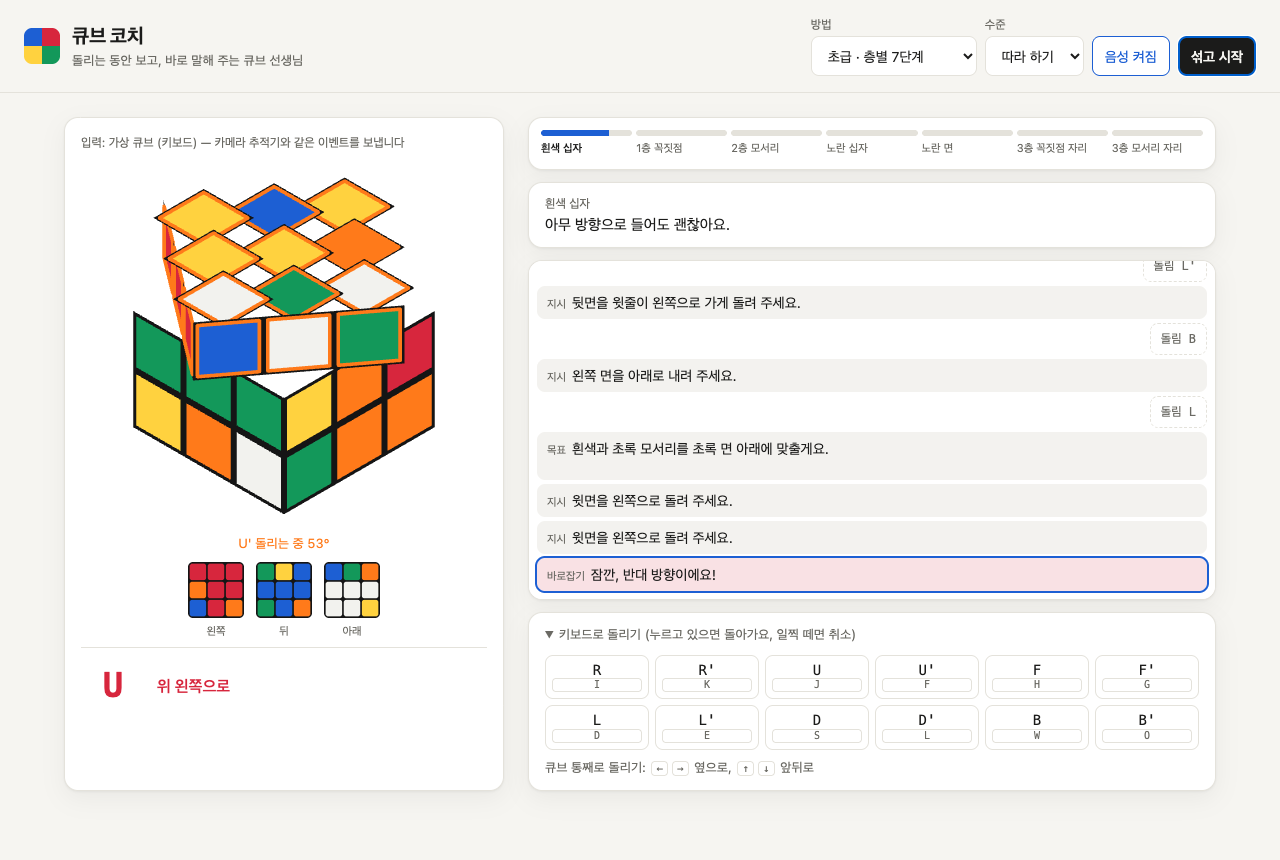 큐브 코치
돌리는 동안 보고, 바로 말해 주는 큐브 선생님
방법
초급 · 층별 7단계
수준
따라 하기
음성 켜짐
섞고 시작
입력: 가상 큐브 (키보드) — 카메라 추적기와 같은 이벤트를 보냅니다
U' 돌리는 중 53°
왼쪽
뒤
아래
U 위 왼쪽으로
흰색 십자
1층 꼭짓점
2층 모서리
노란 십자
노란 면
3층 꼭짓점 자리
3층 모서리 자리
흰색 십자
아무 방향으로 들어도 괜찮아요.
돌림 L'
지시 뒷면을 윗줄이 왼쪽으로 가게 돌려 주세요.
돌림 B
지시 왼쪽 면을 아래로 내려 주세요.
돌림 L
목표 흰색과 초록 모서리를 초록 면 아래에 맞출게요.
지시 윗면을 왼쪽으로 돌려 주세요.
지시 윗면을 왼쪽으로 돌려 주세요.
바로잡기 잠깐, 반대 방향이에요!
▼ 키보드로 돌리기 (누르고 있으면 돌아가요, 일찍 떼면 취소)
R R' U U' F F'
I K J F H G
L L' D D' B B'
D E S L W O
큐브 통째로 돌리기: ← → 옆으로, ↑ ↓ 앞뒤로